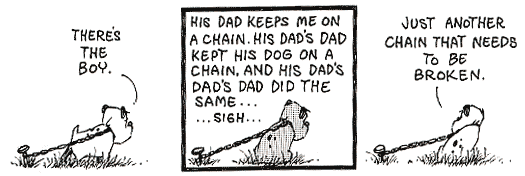 THERE'S
THE
BOY.
HIS DAD KEEPS ME ON
A CHAIN. HIS DAD'S DAD
KEPT HIS DOG ON A
CHAIN, AND HIS DAD'S
DAD'S DAD DID THE
SAME...
...SIGH...
JUST ANOTHER
CHAIN THAT NEEDS
TO BE
BROKEN.